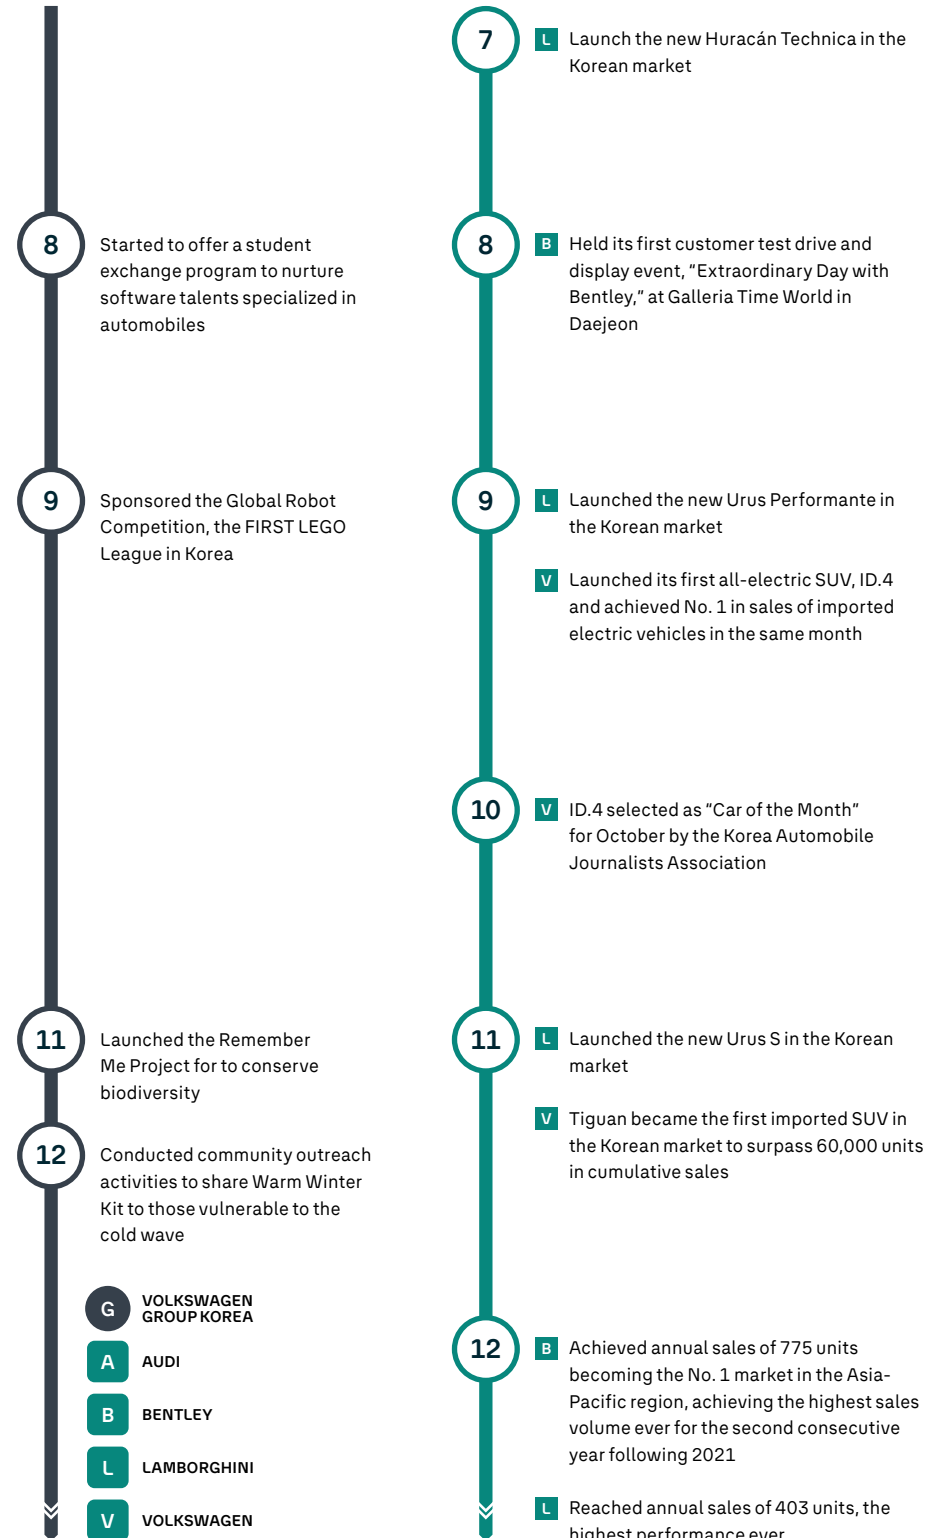 8
Started to offer a student
exchange program to nurture
software talents specialized in
automobiles
9
Sponsored the Global Robot
Competition, the FIRST LEGO
League in Korea
11
Launched the Remember
Me Project for to conserve
biodiversity
12
Conducted community outreach
activities to share Warm Winter
Kit to those vulnerable to the
cold wave
G VOLKSWAGEN
GROUP KOREA
A AUDI
B BENTLEY
L LAMBORGHINI
V VOLKSWAGEN
7
L Launch the new Huracán Technica in the
Korean market
8
B Held its first customer test drive and
display event, “Extraordinary Day with
Bentley,” at Galleria Time World in
Daejeon
9
L Launched the new Urus Performante in
the Korean market
V Launched its first all-electric SUV, ID.4
and achieved No. 1 in sales of imported
electric vehicles in the same month
10
V ID.4 selected as “Car of the Month”
for October by the Korea Automobile
Journalists Association
11
L Launched the new Urus S in the Korean
market
V Tiguan became the first imported SUV in
the Korean market to surpass 60,000 units
in cumulative sales
12
B Achieved annual sales of 775 units
becoming the No. 1 market in the Asia-
Pacific region, achieving the highest sales
volume ever for the second consecutive
year following 2021
L Reached annual sales of 403 units, the
highest performance ever